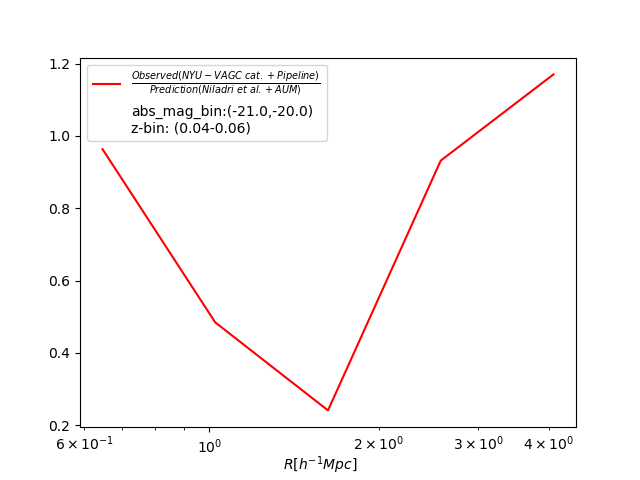 1.2
1.0
0.8
0.6
0.4
0.2
Observed(NYU − VAGC cat. + Pipeline)
Prediction(Niladri et al. + AUM)
abs_mag_bin:(-21.0,-20.0)
z-bin: (0.04-0.06)
6 × 10⁻¹
10⁰
2 × 10⁰
3 × 10⁰
4 × 10⁰
R[h⁻¹Mpc]